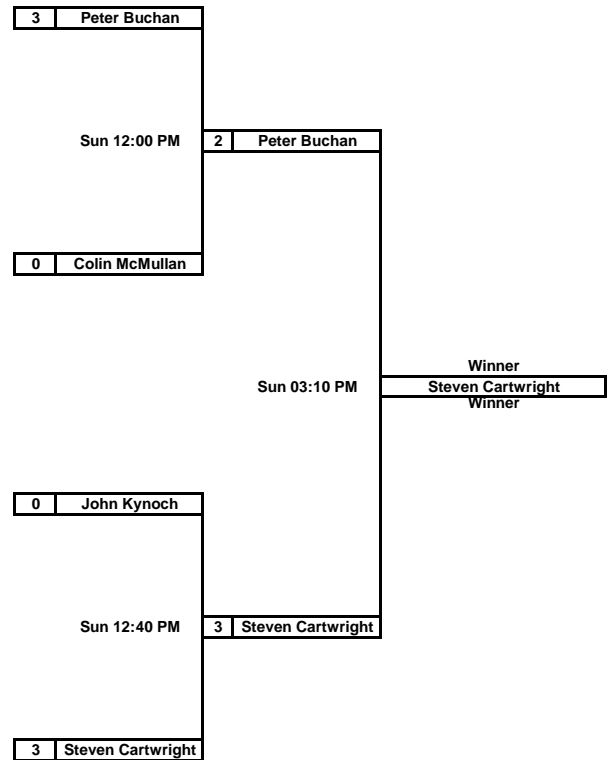 3 Peter Buchan
Sun 12:00 PM 2 Peter Buchan
0 Colin McMullan
Winner
Sun 03:10 PM Steven Cartwright
Winner
0 John Kynoch
Sun 12:40 PM 3 Steven Cartwright
3 Steven Cartwright